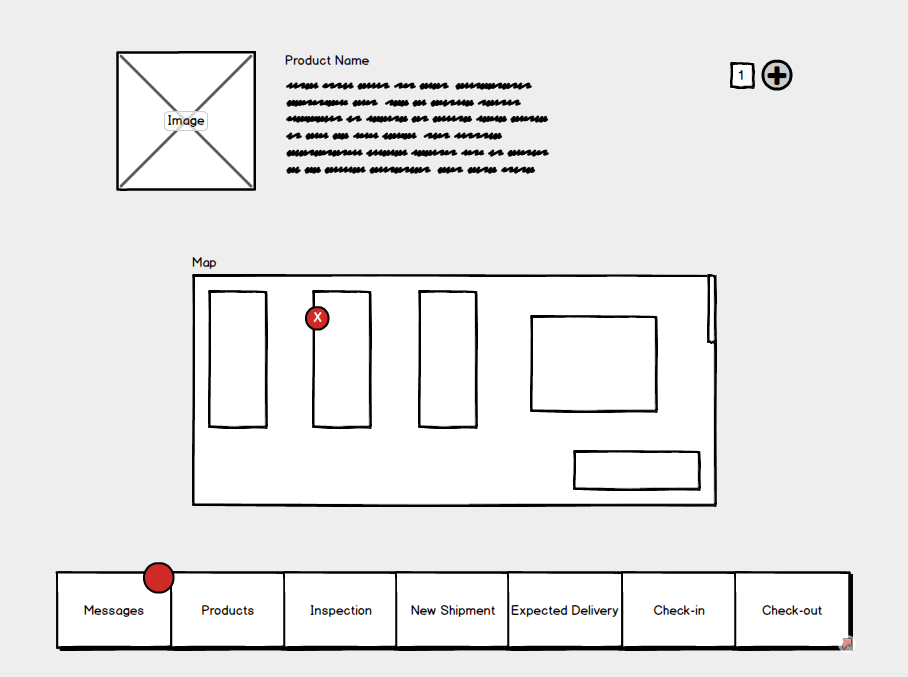 Product Name
1
Image
Map
X
Messages
Products
Inspection
New Shipment
Expected Delivery
Check-in
Check-out